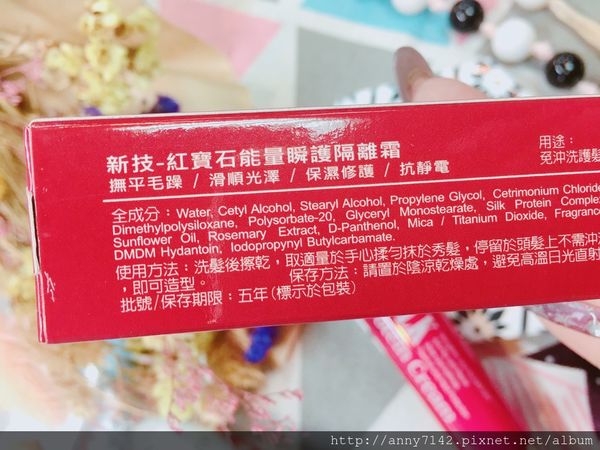 新技-紅寶石能量瞬護隔離霜
撫平毛躁 / 滑順光澤 / 保濕修護 / 抗靜電
用途：
免沖洗護髮
全成分：Water, Cetyl Alcohol, Stearyl Alcohol, Propylene Glycol, Cetrimonium Chloride
Dimethylpolysiloxane, Polysorbate-20, Glyceryl Monostearate, Silk Protein Complex
Sunflower Oil, Rosemary Extract, D-Panthenol, Mica / Titanium Dioxide, Fragrance
DMDM Hydantoin, Iodopropynyl Butylcarbamate.
使用方法：洗髮後擦乾，取適量於手心揉勻抹於秀髮，停留於頭髮上不需沖洗
，即可造型。 保存方法：請置於陰涼乾燥處，避免高溫日光直射
批號/保存期限：五年(標示於包裝)
Cream
http://anny7142.pixnet.net/album